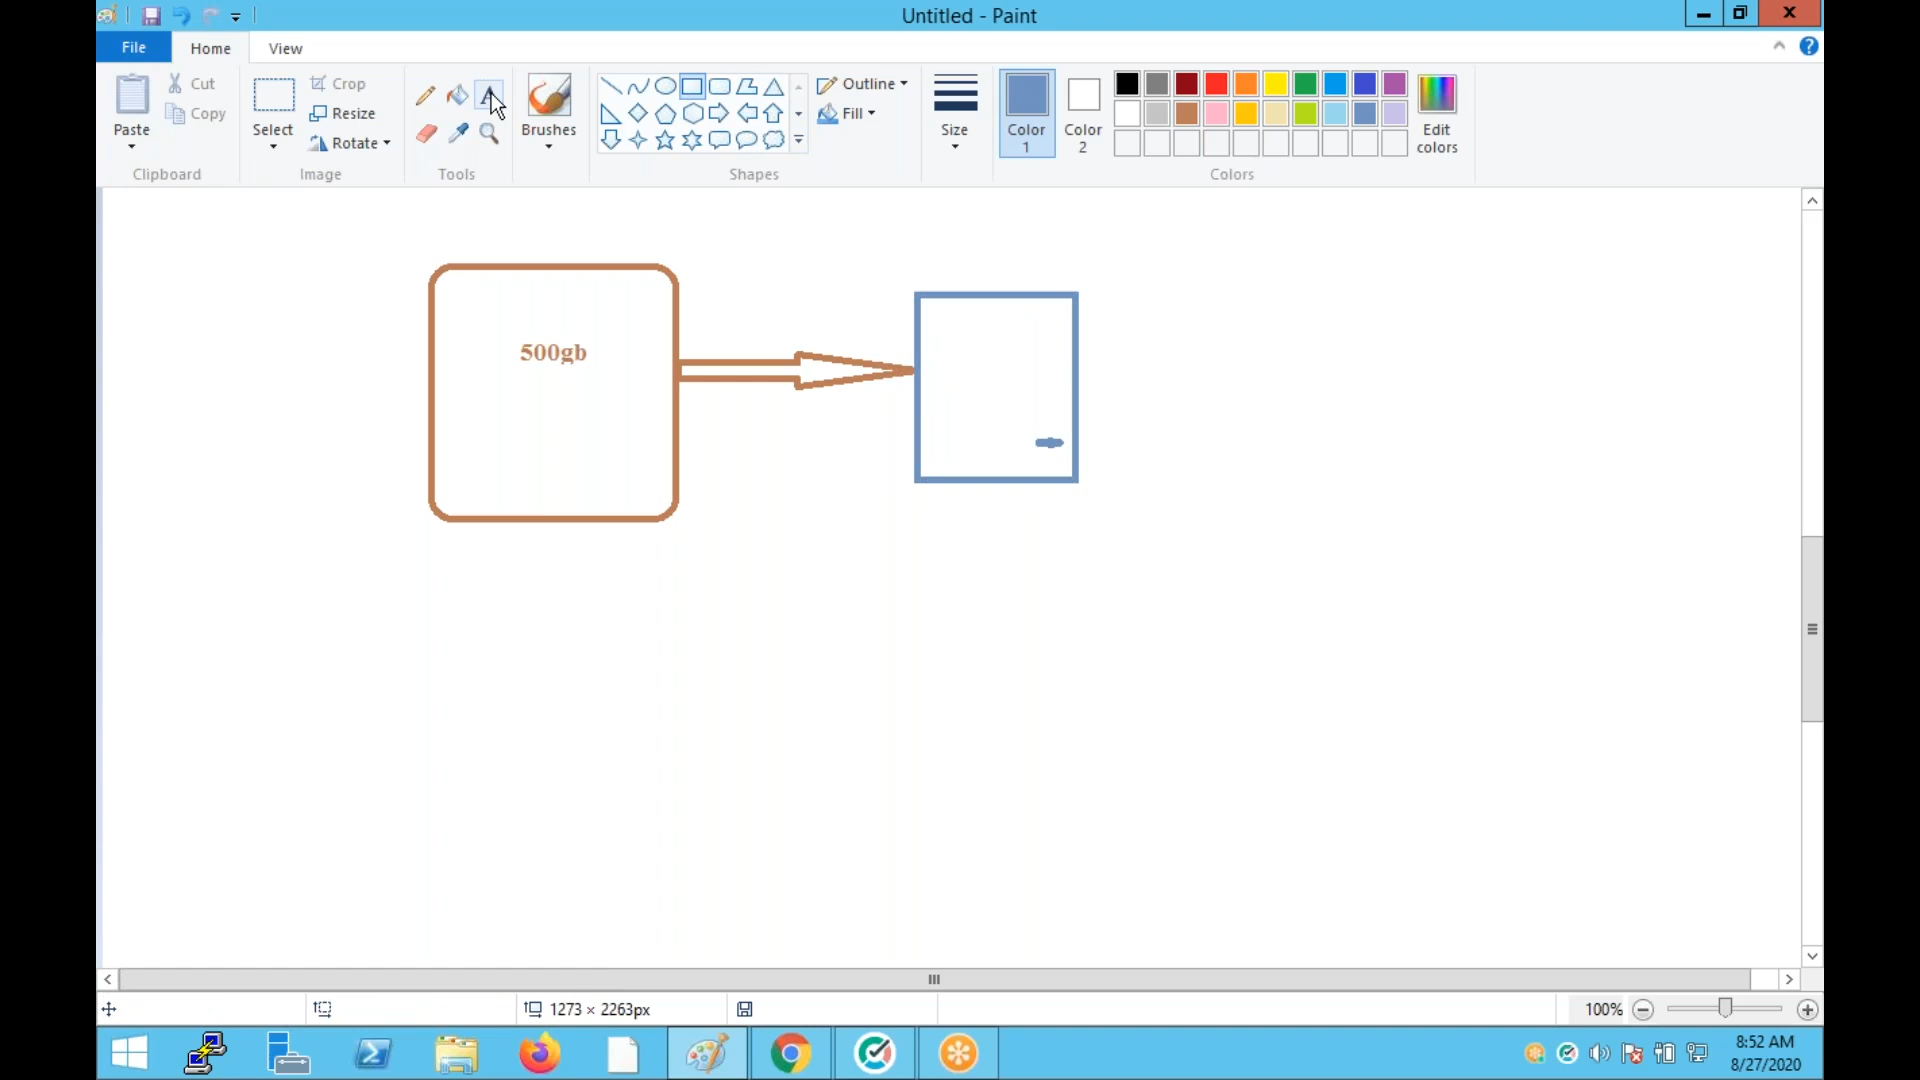 Untitled - Paint
File
Home
View
Cut
Crop
Outline
Copy
Resize
Fill
Paste
Select
Rotate
Brushes
Size
Color
1
Color
2
Edit
colors
Clipboard
Image
Tools
Shapes
Colors
500gb
1273 × 2263px
100%
8:52 AM
8/27/2020